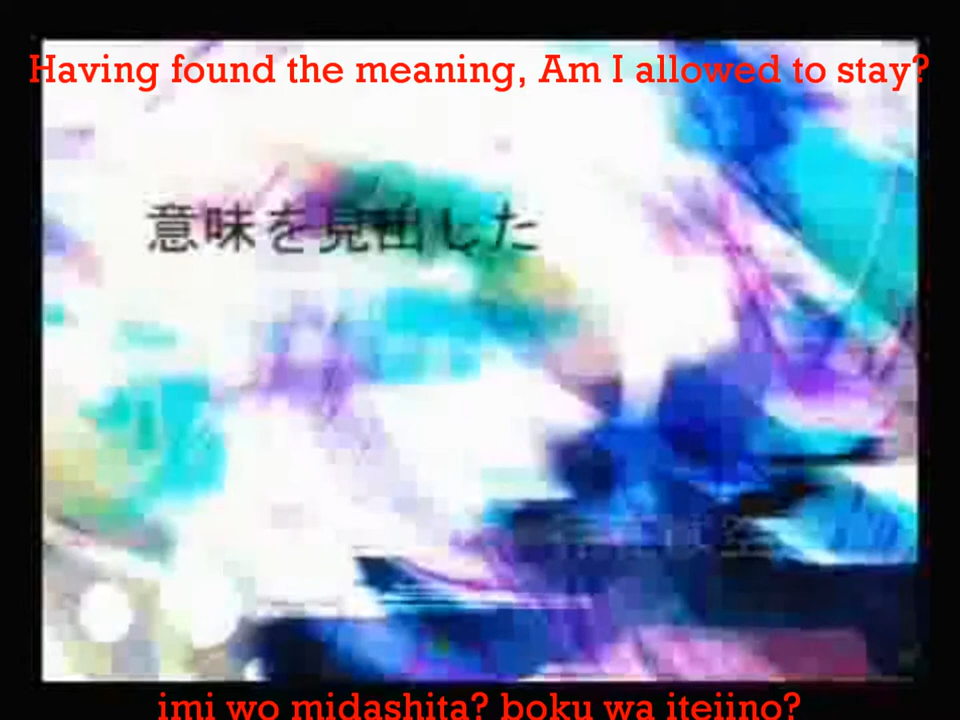 Having found the meaning, Am I allowed to stay?
意味を見出した
imi wo midashita? boku wa iteiino?